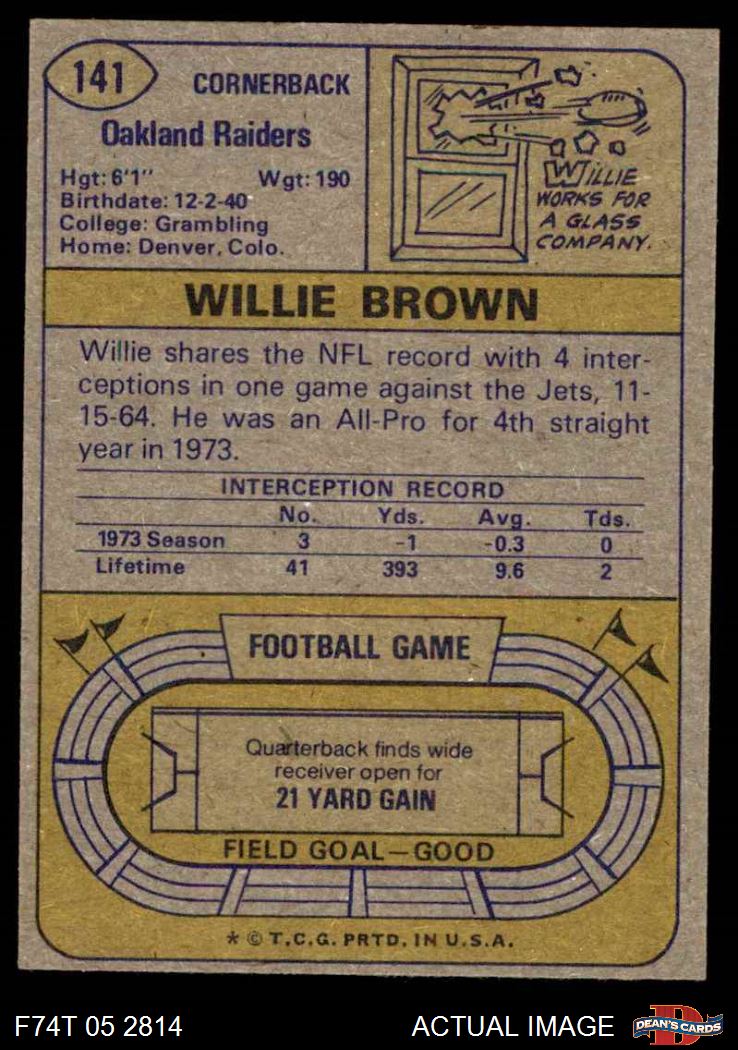 141
CORNERBACK
Oakland Raiders
Hgt: 6'1" Wgt: 190
Birthdate: 12-2-40
College: Grambling
Home: Denver, Colo.
WILLIE
WORKS FOR
A GLASS
COMPANY.
WILLIE BROWN
Willie shares the NFL record with 4 inter-
ceptions in one game against the Jets, 11-
15-64. He was an All-Pro for 4th straight
year in 1973.
INTERCEPTION RECORD
No. Yds. Avg. Tds.
1973 Season 3 -1 -0.3 0
Lifetime 41 393 9.6 2
FOOTBALL GAME
Quarterback finds wide
receiver open for
21 YARD GAIN
FIELD GOAL—GOOD
* © T.C.G. PRTD. IN U.S.A.
F74T 05 2814 ACTUAL IMAGE
D
DEAN'S CARDS